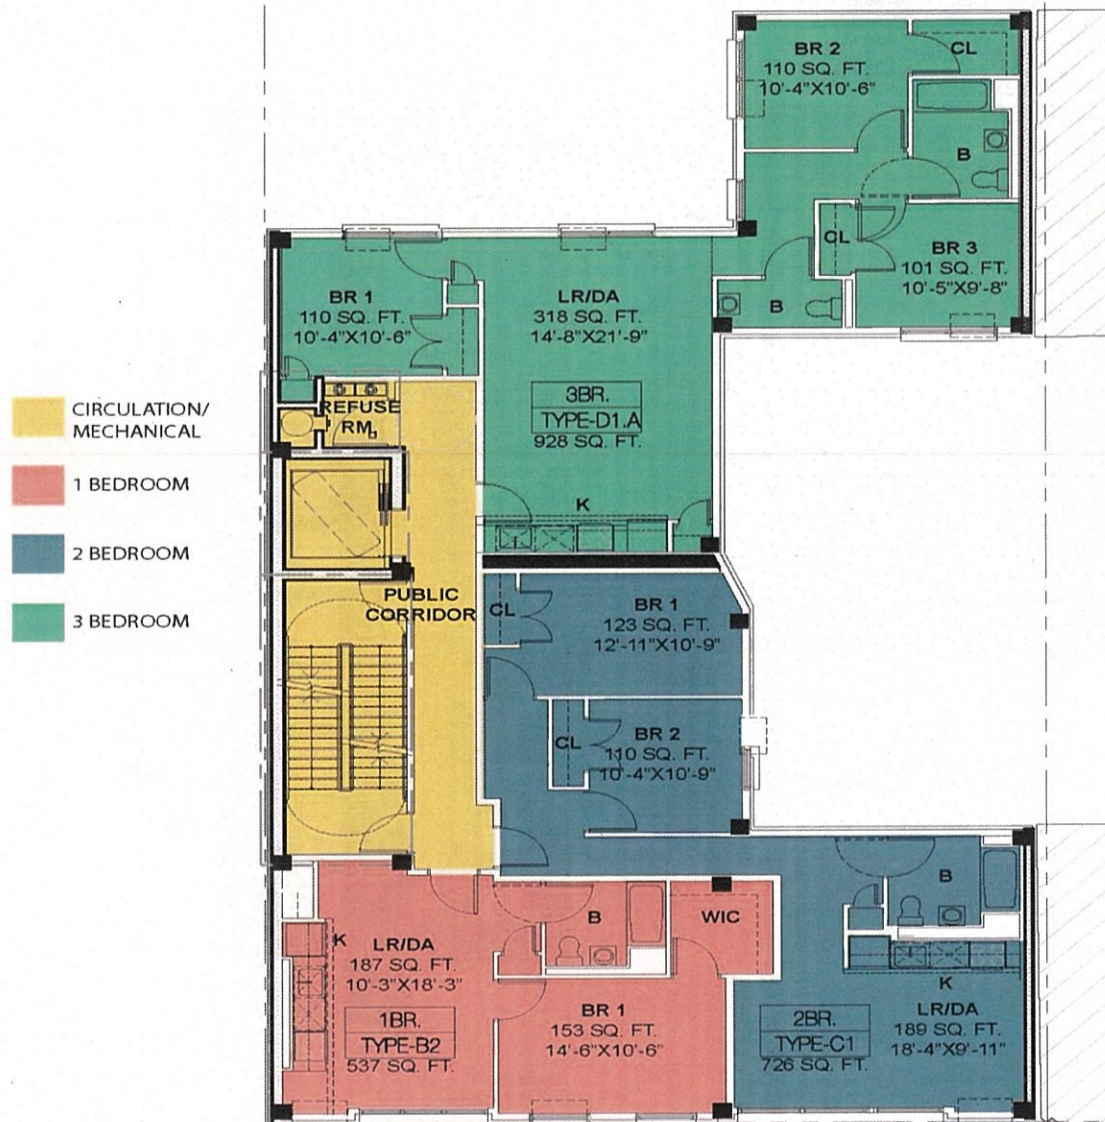 BR 2
110 SQ. FT.
10'-4"X10'-6"
CL
B
CL
BR 3
101 SQ. FT.
10'-5"X9'-8"
B
BR 1
110 SQ. FT.
10'-4"X10'-6"
LR/DA
318 SQ. FT.
14'-8"X21'-9"
3BR.
TYPE-D1.A
928 SQ. FT.
K
REFUSE
RM.
CIRCULATION/
MECHANICAL
1 BEDROOM
2 BEDROOM
3 BEDROOM
PUBLIC
CORRIDOR
CL
BR 1
123 SQ. FT.
12'-11"X10'-9"
CL
BR 2
110 SQ. FT.
10'-4"X10'-9"
K
LR/DA
187 SQ. FT.
10'-3"X18'-3"
1BR.
TYPE-B2
537 SQ. FT.
B
WIC
BR 1
153 SQ. FT.
14'-6"X10'-6"
B
K
LR/DA
189 SQ. FT.
18'-4"X9'-11"
2BR.
TYPE-C1
726 SQ. FT.